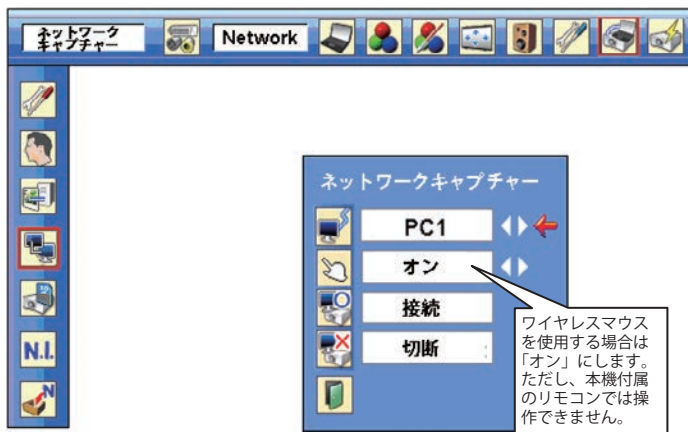 ネットワーク
キャプチャー
Network
N.I.
N
ネットワークキャプチャー
PC1
オン
接続
切断
ワイヤレスマウス
を使用する場合は
「オン」にします。
ただし、本機付属
のリモコンでは操
作できません。